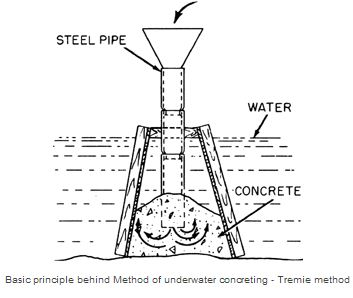 STEEL PIPE
WATER
CONCRETE
Basic principle behind Method of underwater concreting - Tremie method